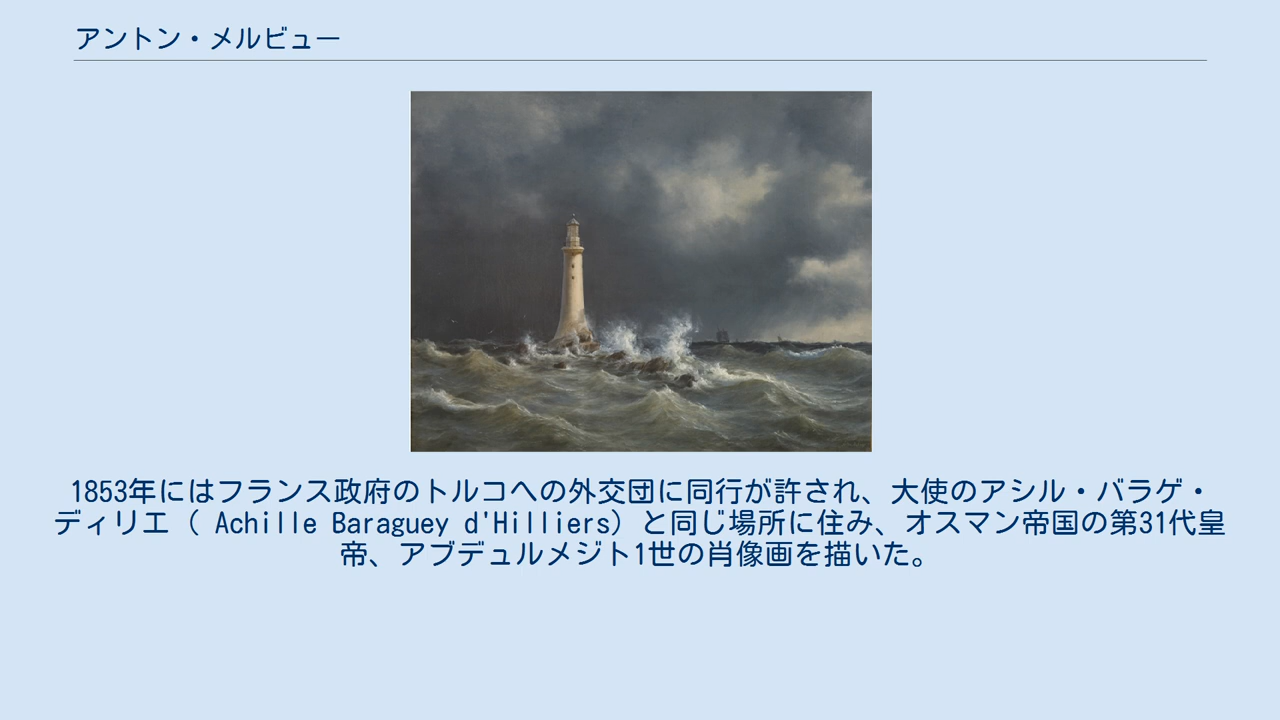 アントン・メルビュー
1853年にはフランス政府のトルコへの外交団に同行が許され、大使のアシル・バラゲ・
ディリエ ( Achille Baraguey d'Hilliers) と同じ場所に住み、オスマン帝国の第31代皇
帝、アブデュルメジト1世の肖像画を描いた。